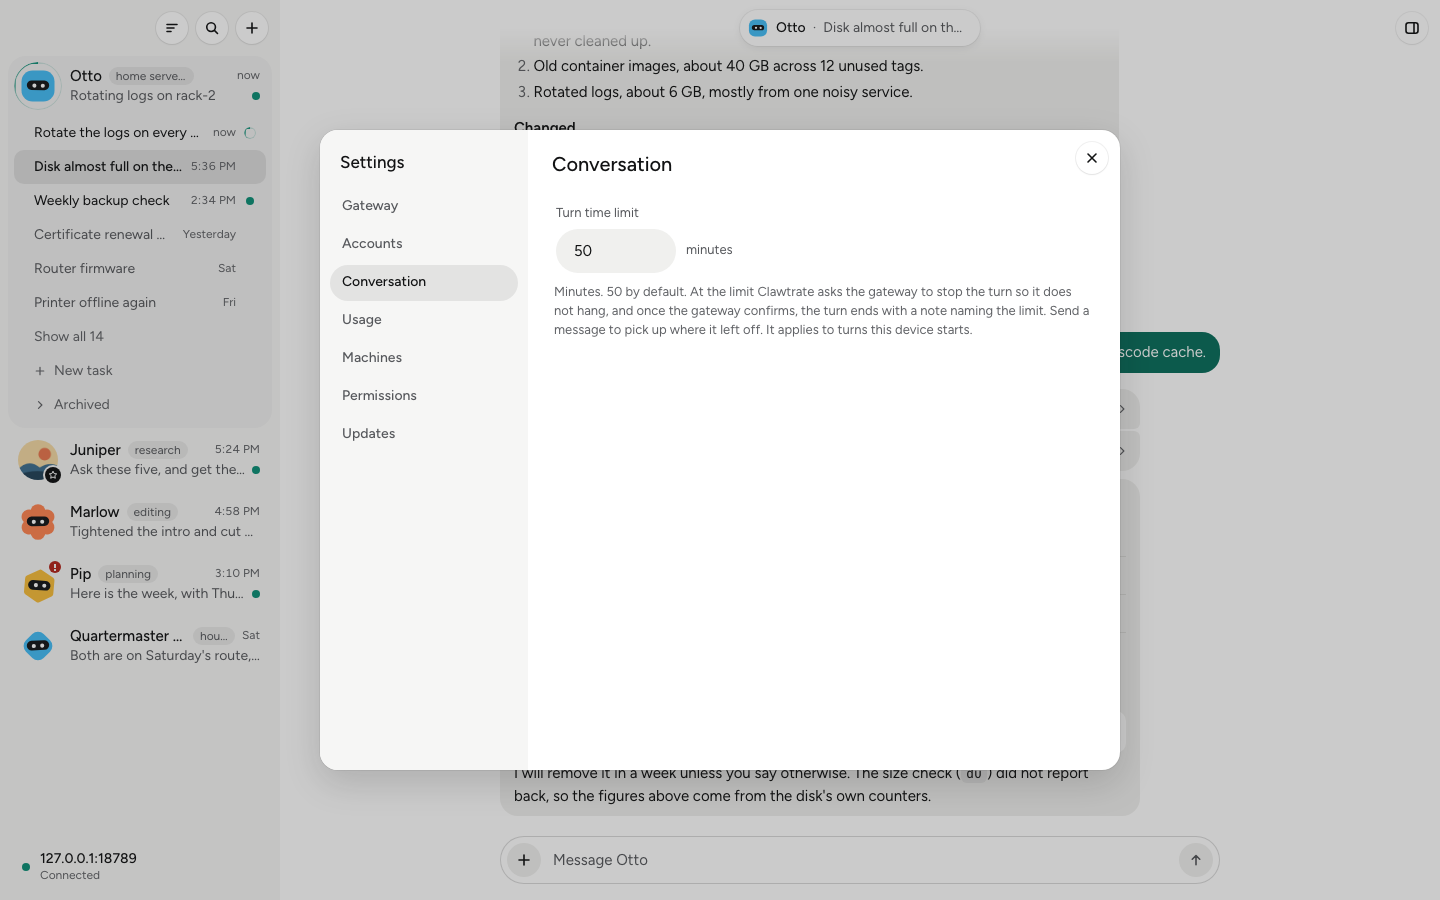 Otto
home serve...
now
Rotating logs on rack-2
Rotate the logs on every ...
now
Disk almost full on the...
5:36 PM
Weekly backup check
2:34 PM
Certificate renewal ...
Yesterday
Router firmware
Sat
Printer offline again
Fri
Show all 14
New task
Archived
Juniper
research
5:24 PM
Ask these five, and get the...
Marlow
editing
4:58 PM
Tightened the intro and cut ...
Pip
planning
3:10 PM
Here is the week, with Thu...
Quartermaster ...
hou...
Sat
Both are on Saturday's route,...
127.0.0.1:18789
Connected
Otto · Disk almost full on th...
never cleaned up.
2. Old container images, about 40 GB across 12 unused tags.
3. Rotated logs, about 6 GB, mostly from one noisy service.
Changed
Settings
Gateway
Accounts
Conversation
Usage
Machines
Permissions
Updates
Conversation
Turn time limit
50
minutes
Minutes. 50 by default. At the limit Clawtrate asks the gateway to stop the turn so it does
not hang, and once the gateway confirms, the turn ends with a note naming the limit. Send a
message to pick up where it left off. It applies to turns this device starts.
scode cache.
I will remove it in a week unless you say otherwise. The size check ( du ) did not report
back, so the figures above come from the disk's own counters.
Message Otto